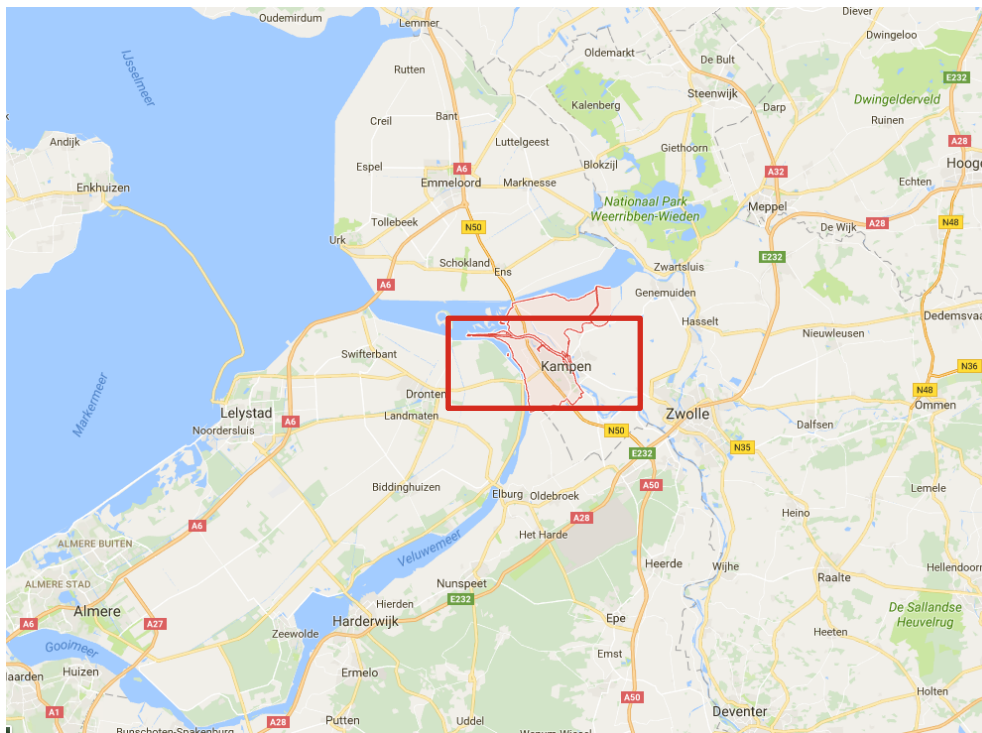 Diever
Oudemirdum
Lemmer
Dwingeloo
Oldemarkt
De Bult
IJsselmeer
Rutten
E232
Steenwijk
Dwingelderveld
Kalenberg
Darp
Creil
Bant
Ruinen
Andijk
Luttelgeest
A28
Giethoorn
Hoog
Espel
A6
Blokzijl
A32
Echten
Enkhuizen
Emmeloord
Marknesse
Nationaal Park
Weerribben-Wieden
Meppel
Tollebeek
N50
A28
N48
De Wijk
Urk
Schokland
Ens
E232
Zwartsluis
A6
Genemuiden
Dedemsvaa
Hasselt
Nieuwleusen
Swifterbant
Kampen
N36
Markermeer
Dronten
N48
Ommen
Lelystad
Landmaten
Zwolle
A6
Dalfsen
Noordersluis
N50
N35
E232
Biddinghuizen
A50
Lemele
Elburg
Oldebroek
Heino
A28
A6
Het Harde
ALMERE BUITEN
Veluwemeer
Heerde
Wijhe
Hellendoorn
ALMERE STAD
Nunspeet
Raalte
Almere
Hierden
E232
De Sallandse
Heuvelrug
A6
A27
Harderwijk
Epe
Zeewolde
Heeten
Gooimeer
Emst
Huizen
Ermelo
aarden
Holten
A50
A1
A28
Putten
Uddel
Deventer
Bunschoten-Spakenburg